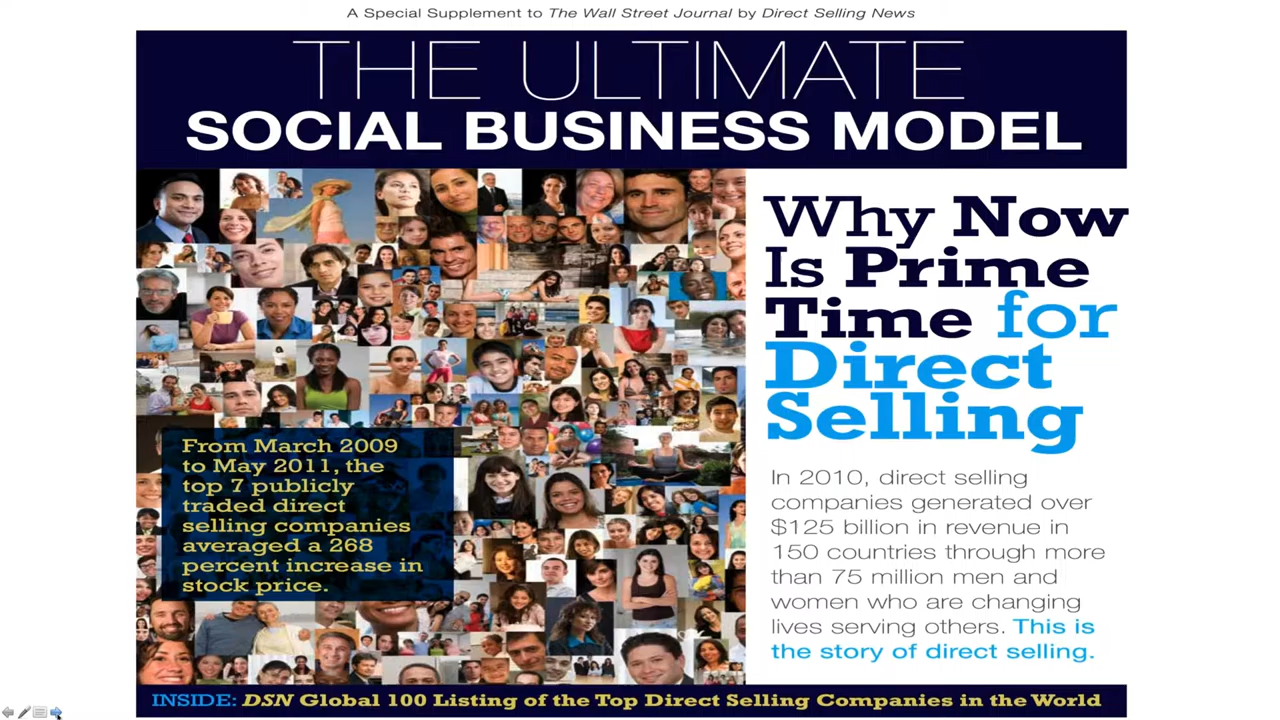 A Special Supplement to The Wall Street Journal by Direct Selling News
THE ULTIMATE
SOCIAL BUSINESS MODEL
Why Now
Is Prime
Time for
Direct
Selling
From March 2009
to May 2011, the
top 7 publicly
traded direct
selling companies
averaged a 268
percent increase in
stock price.
In 2010, direct selling
companies generated over
$125 billion in revenue in
150 countries through more
than 75 million men and
women who are changing
lives serving others. This is
the story of direct selling.
INSIDE: DSN Global 100 Listing of the Top Direct Selling Companies in the World